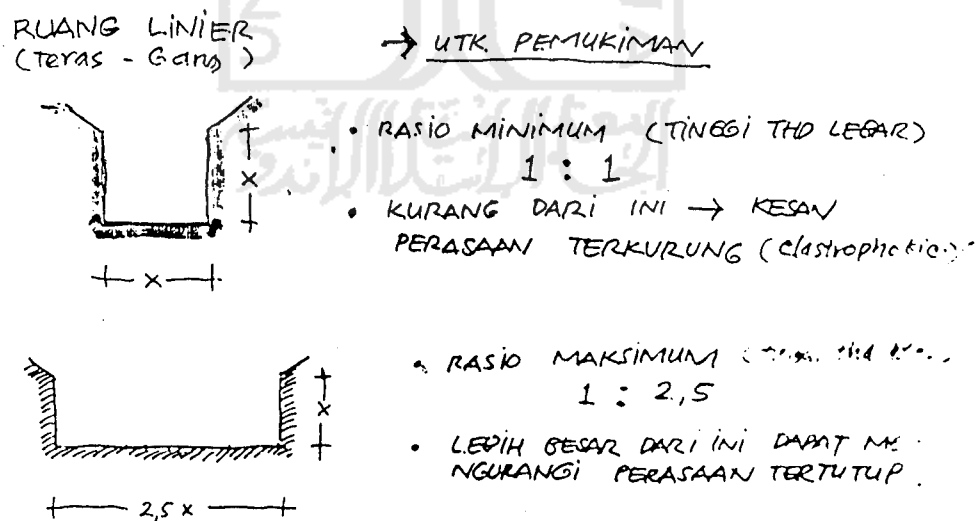 RUANG LINIER
(Teras - Gang)
→ UTK. PEMUKIMAN
• RASIO MINIMUM (TINGGI THD LEBAR)
1 : 1
• KURANG DARI INI → KESAN
PERASAAN TERKURUNG
x
x
• RASIO MAKSIMUM
1 : 2,5
• LEBIH BESAR DARI INI DAPAT ME
NGURANGI PERASAAN TERTUTUP.
x
2,5 x